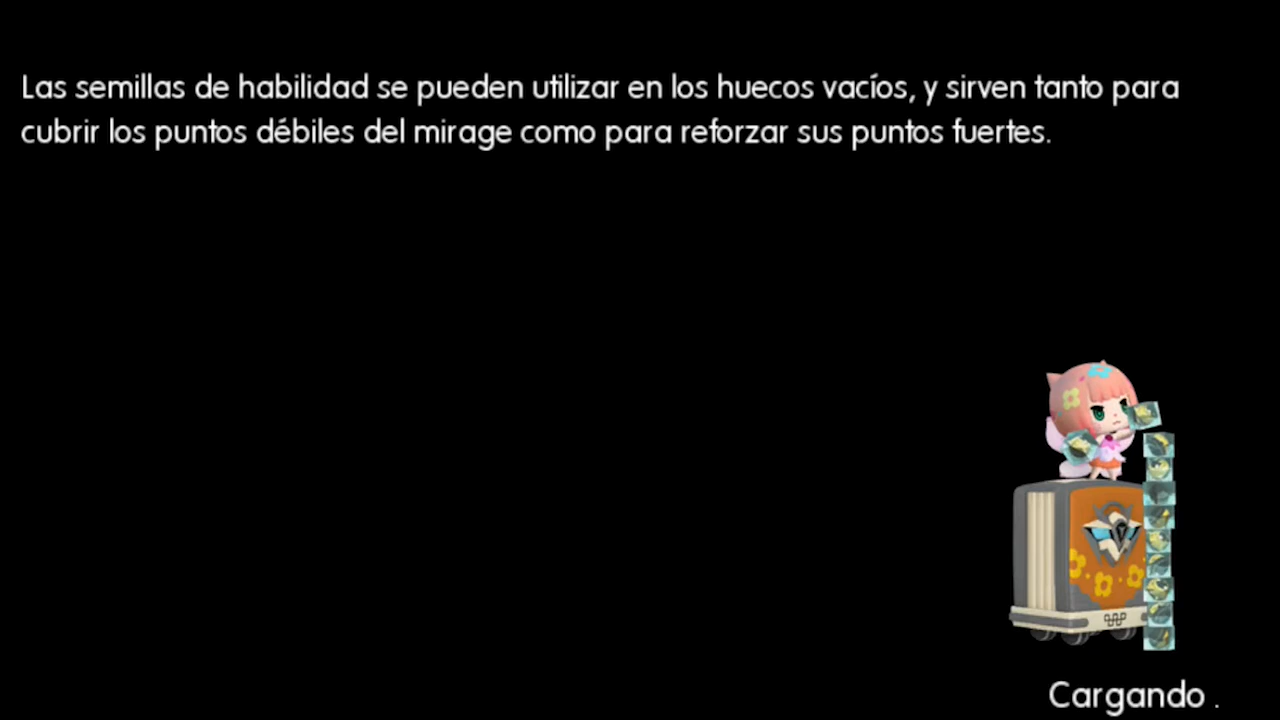 Las semillas de habilidad se pueden utilizar en los huecos vacíos, y sirven tanto para
cubrir los puntos débiles del mirage como para reforzar sus puntos fuertes.
Cargando .